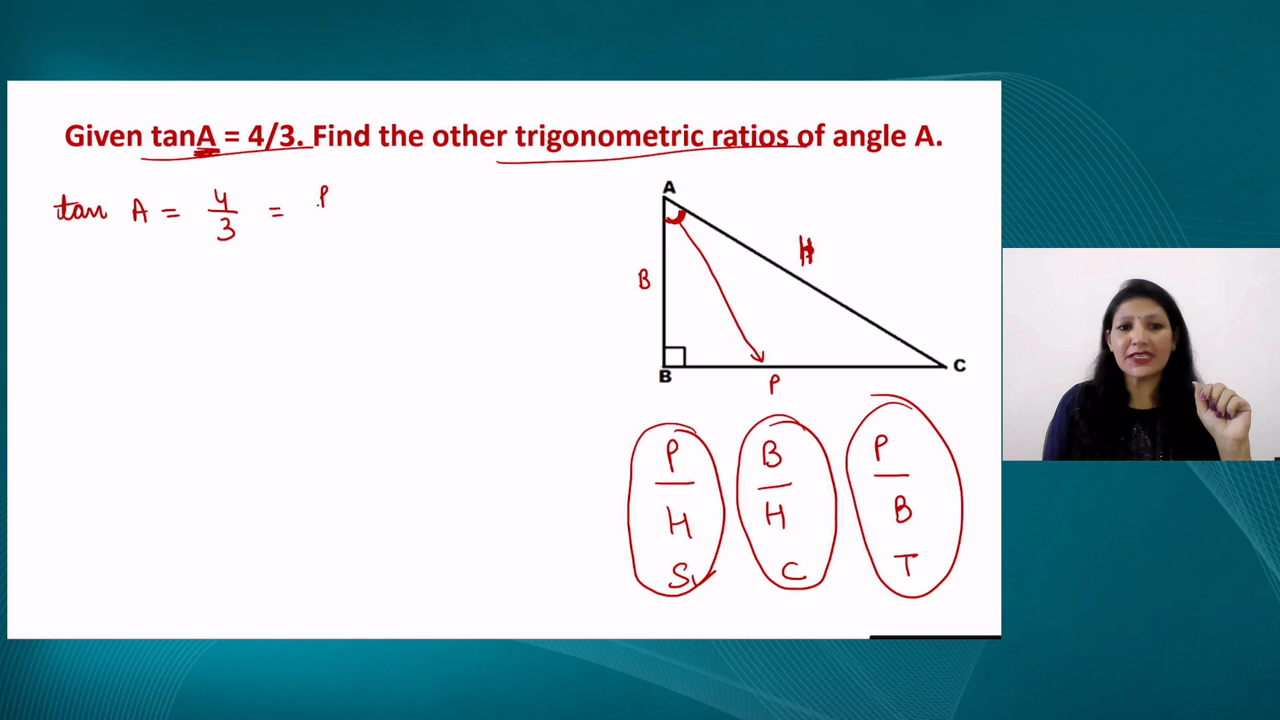 Given tanA = 4/3. Find the other trigonometric ratios of angle A.
tan A = 4/3 = P
A
H
B
B
C
P
P/H B/H P/B
S C T